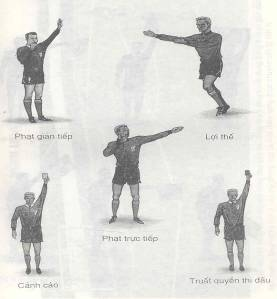 Phạt gián tiếp
Lợi thế
Phạt trực tiếp
Cảnh cáo
Truất quyền thi đấu